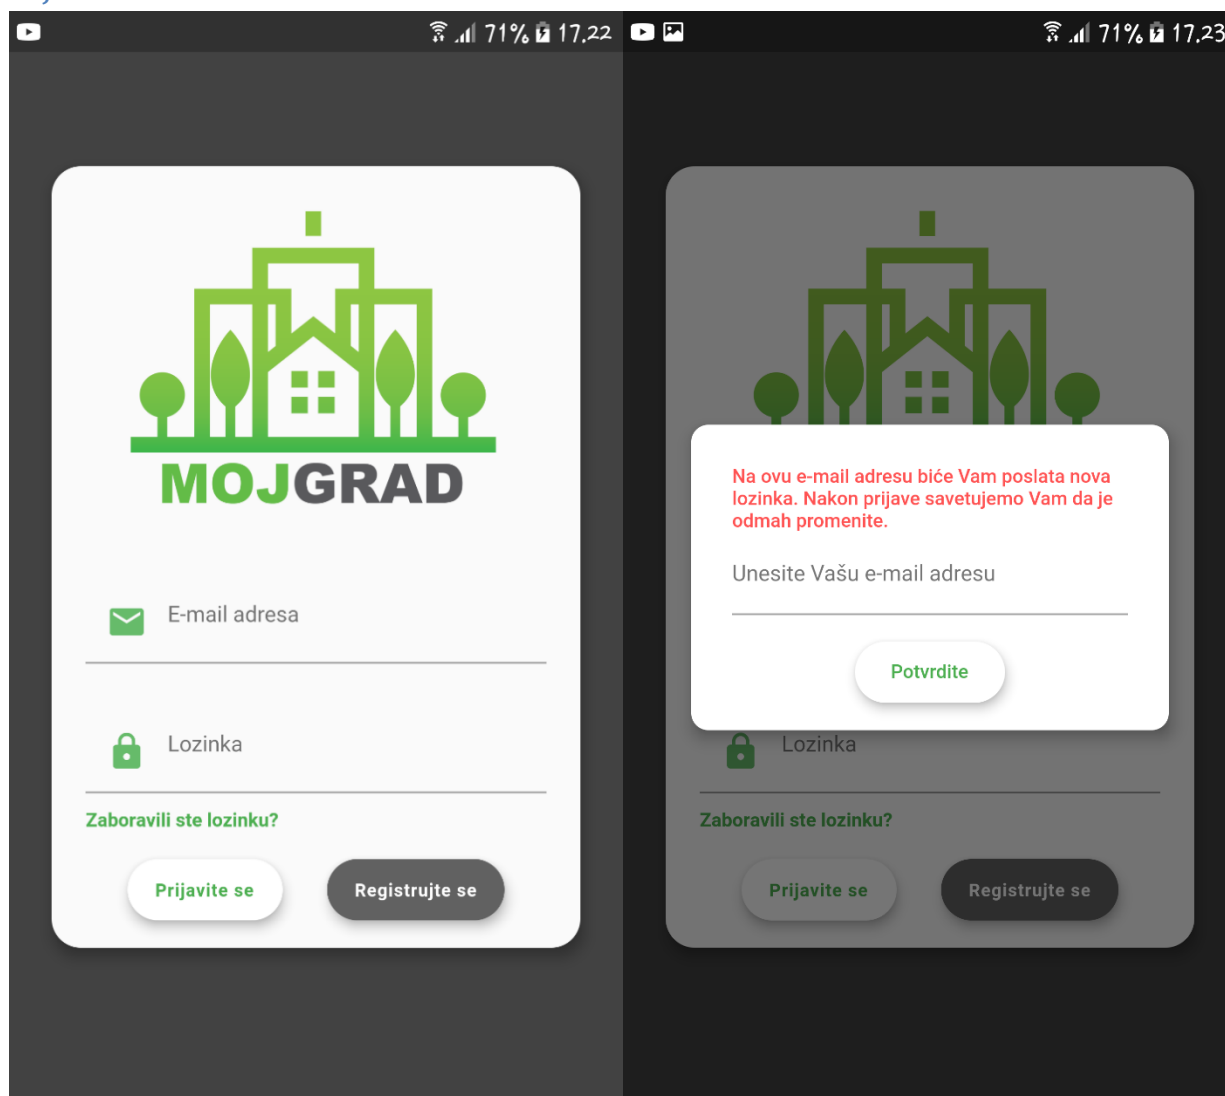 71% 17.22
MOJGRAD
E-mail adresa
Lozinka
Zaboravili ste lozinku?
Prijavite se
Registrujte se
71% 17.23
Na ovu e-mail adresu biće Vam poslata nova
lozinka. Nakon prijave savetujemo Vam da je
odmah promenite.
Unesite Vašu e-mail adresu
Potvrdite
Lozinka
Zaboravili ste lozinku?
Prijavite se
Registrujte se